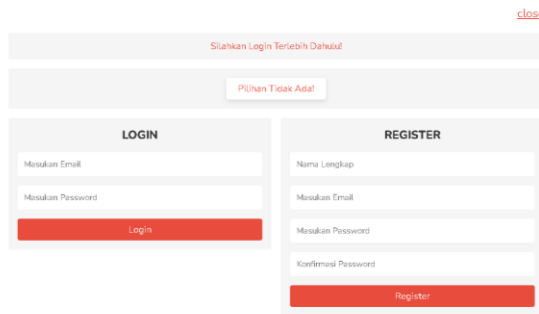 close
Silahkan Login Terlebih Dahulu!
Pilihan Tidak Ada!
LOGIN
Masukan Email
Masukan Password
Login
REGISTER
Nama Lengkap
Masukan Email
Masukan Password
Konfirmasi Password
Register